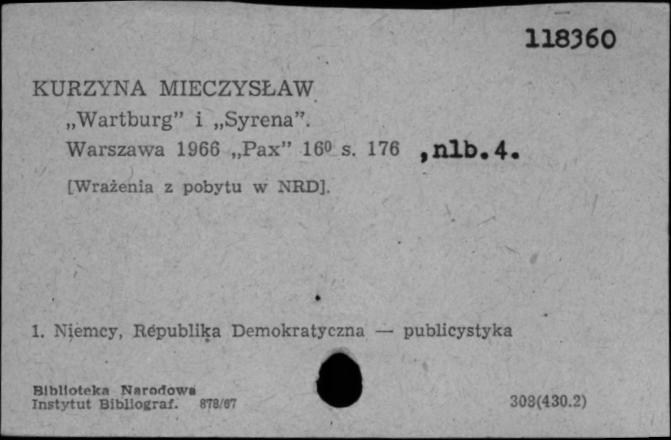 118360
KURZYNA MIECZYSŁAW
„Wartburg” i „Syrena”.
Warszawa 1966 „Pax” 16⁰ s. 176 , nlb. 4.
[Wrażenia z pobytu w NRD].
1. Niemcy, Republika Demokratyczna — publicystyka
Biblioteka Narodowa
Instytut Bibliograf. 878/67
308(430.2)